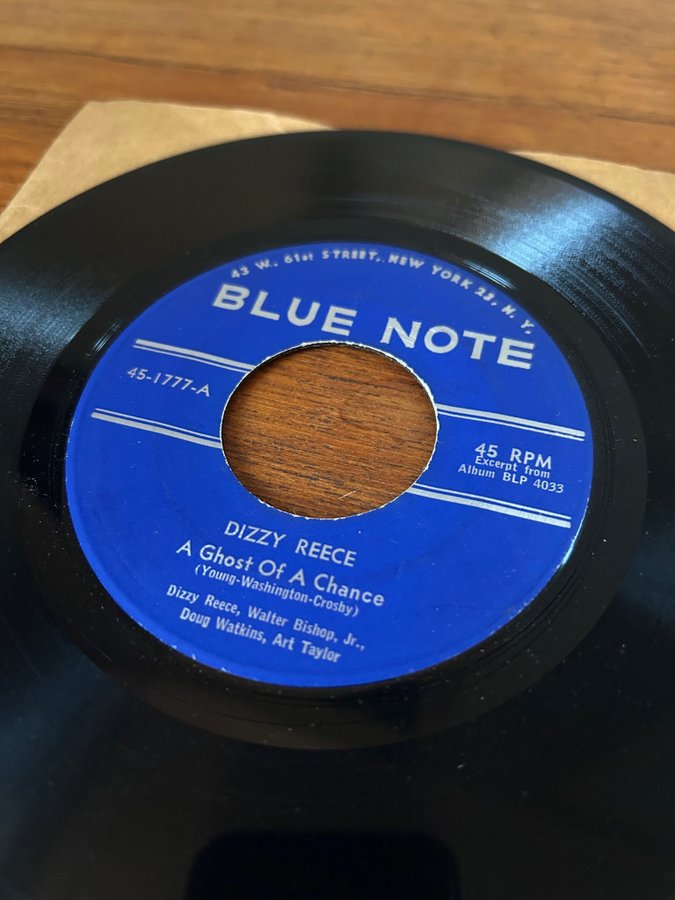 43 W. 61st STREET, NEW YORK 23, N. Y.
BLUE NOTE
45-1777-A
45 RPM
Excerpt from
Album BLP 4033
DIZZY REECE
A Ghost Of A Chance
(Young-Washington-Crosby)
Dizzy Reece, Walter Bishop, Jr.,
Doug Watkins, Art Taylor